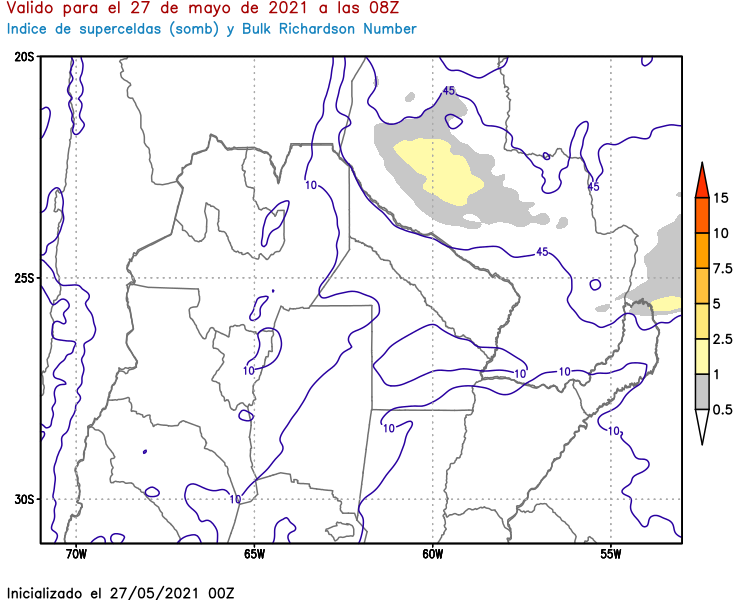 Valido para el 27 de mayo de 2021 a las 08Z
Indice de superceldas (somb) y Bulk Richardson Number
20S
45
10
45
45
25S
10
10
10
10
10
10
30S
70W
65W
60W
55W
15
10
7.5
5
2.5
1
0.5
Inicializado el 27/05/2021 00Z